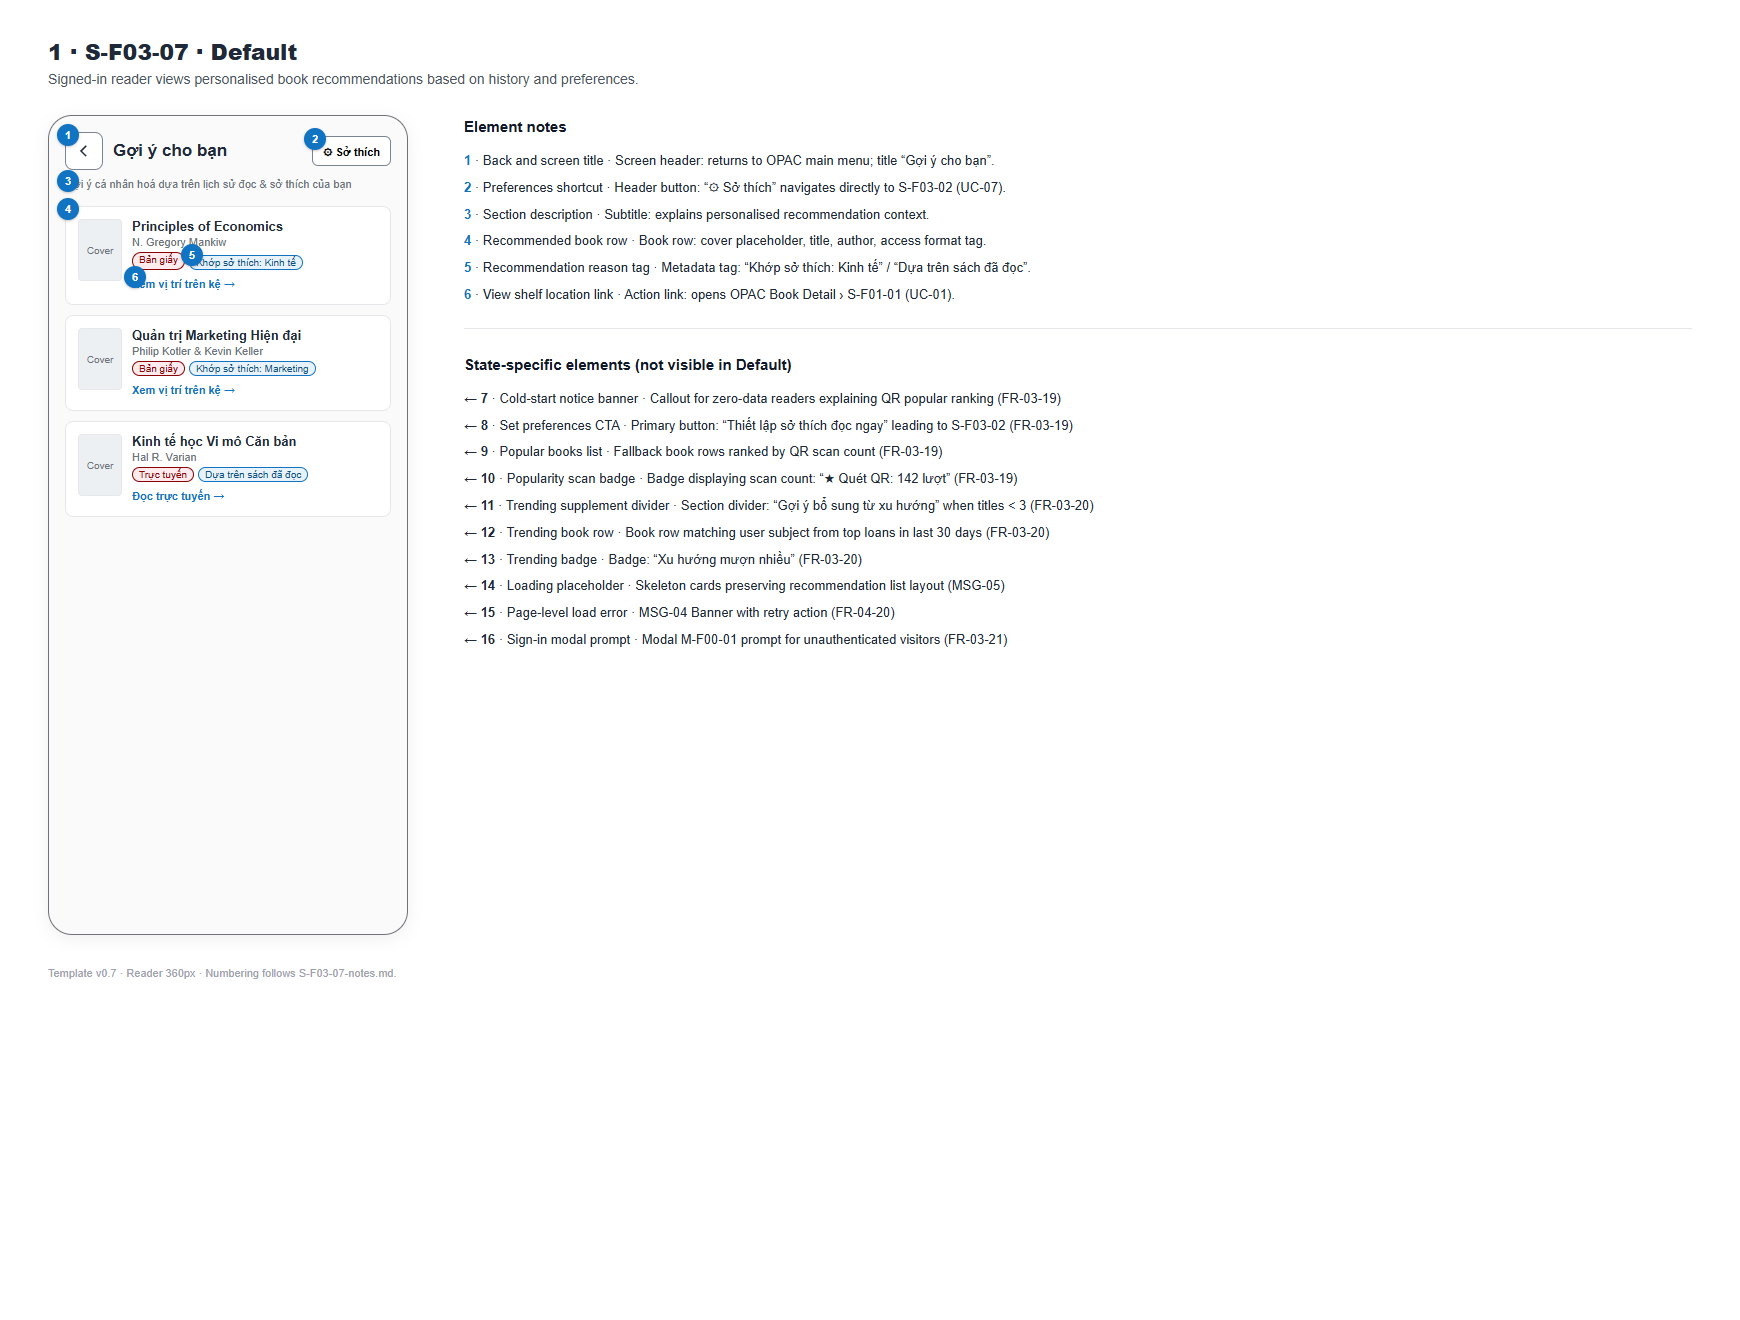 1 · S-F03-07 · Default
Signed-in reader views personalised book recommendations based on history and preferences.
1
Gợi ý cho bạn
2
⚙ Sở thích
3
ý cá nhân hoá dựa trên lịch sử đọc & sở thích của bạn
4
Cover
Principles of Economics
N. Gregory Mankiw
Bản giấy
5
Khớp sở thích: Kinh tế
6
vị trí trên kệ →
Cover
Quản trị Marketing Hiện đại
Philip Kotler & Kevin Keller
Bản giấy
Khớp sở thích: Marketing
Xem vị trí trên kệ →
Cover
Kinh tế học Vi mô Căn bản
Hal R. Varian
Trực tuyến
Dựa trên sách đã đọc
Đọc trực tuyến →
Template v0.7 · Reader 360px · Numbering follows S-F03-07-notes.md.
Element notes
1 · Back and screen title · Screen header: returns to OPAC main menu; title “Gợi ý cho bạn”.
2 · Preferences shortcut · Header button: “⚙ Sở thích” navigates directly to S-F03-02 (UC-07).
3 · Section description · Subtitle: explains personalised recommendation context.
4 · Recommended book row · Book row: cover placeholder, title, author, access format tag.
5 · Recommendation reason tag · Metadata tag: “Khớp sở thích: Kinh tế” / “Dựa trên sách đã đọc”.
6 · View shelf location link · Action link: opens OPAC Book Detail › S-F01-01 (UC-01).
State-specific elements (not visible in Default)
← 7 · Cold-start notice banner · Callout for zero-data readers explaining QR popular ranking (FR-03-19)
← 8 · Set preferences CTA · Primary button: “Thiết lập sở thích đọc ngay” leading to S-F03-02 (FR-03-19)
← 9 · Popular books list · Fallback book rows ranked by QR scan count (FR-03-19)
← 10 · Popularity scan badge · Badge displaying scan count: “★ Quét QR: 142 lượt” (FR-03-19)
← 11 · Trending supplement divider · Section divider: “Gợi ý bổ sung từ xu hướng” when titles < 3 (FR-03-20)
← 12 · Trending book row · Book row matching user subject from top loans in last 30 days (FR-03-20)
← 13 · Trending badge · Badge: “Xu hướng mượn nhiều” (FR-03-20)
← 14 · Loading placeholder · Skeleton cards preserving recommendation list layout (MSG-05)
← 15 · Page-level load error · MSG-04 Banner with retry action (FR-04-20)
← 16 · Sign-in modal prompt · Modal M-F00-01 prompt for unauthenticated visitors (FR-03-21)